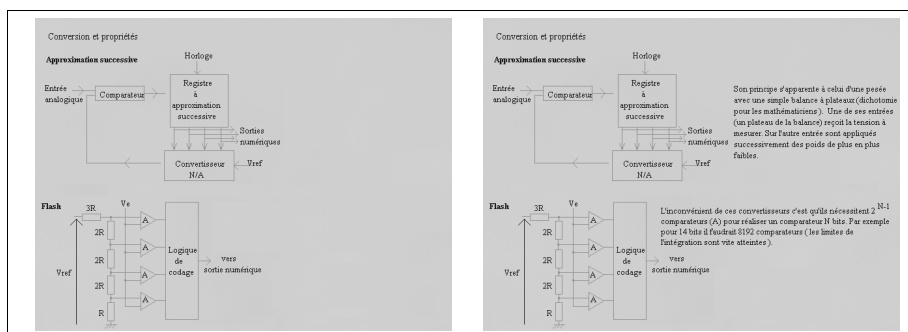 Conversion et propriétés
Approximation successive
Horloge
Entrée
analogique
Comparateur
Registre
à
approximation
successive
Sorties
numériques
Convertisseur
N/A
Vref
Flash
3R
Ve
2R
2R
2R
R
Vref
A
A
A
A
Logique
de
codage
vers
sortie numérique
Conversion et propriétés
Approximation successive
Horloge
Entrée
analogique
Comparateur
Registre
à
approximation
successive
Sorties
numériques
Convertisseur
N/A
Vref
Son principe s'apparente à celui d'une pesée
avec une simple balance à plateaux (dichotomie
pour les mathématiciens ). Une de ses entrées
(un plateau de la balance) reçoit la tension à
mesurer. Sur l'autre entrée sont appliqués
successivement des poids de plus en plus
faibles.
Flash
3R
Ve
2R
2R
2R
R
Vref
A
A
A
A
Logique
de
codage
vers
sortie numérique
L'inconvénient de ces convertisseurs c'est qu'ils nécessitent 2 N-1
comparateurs (A) pour réaliser un comparateur N bits. Par exemple
pour 14 bits il faudrait 8192 comparateurs ( les limites de
l'intégration sont vite atteintes ).